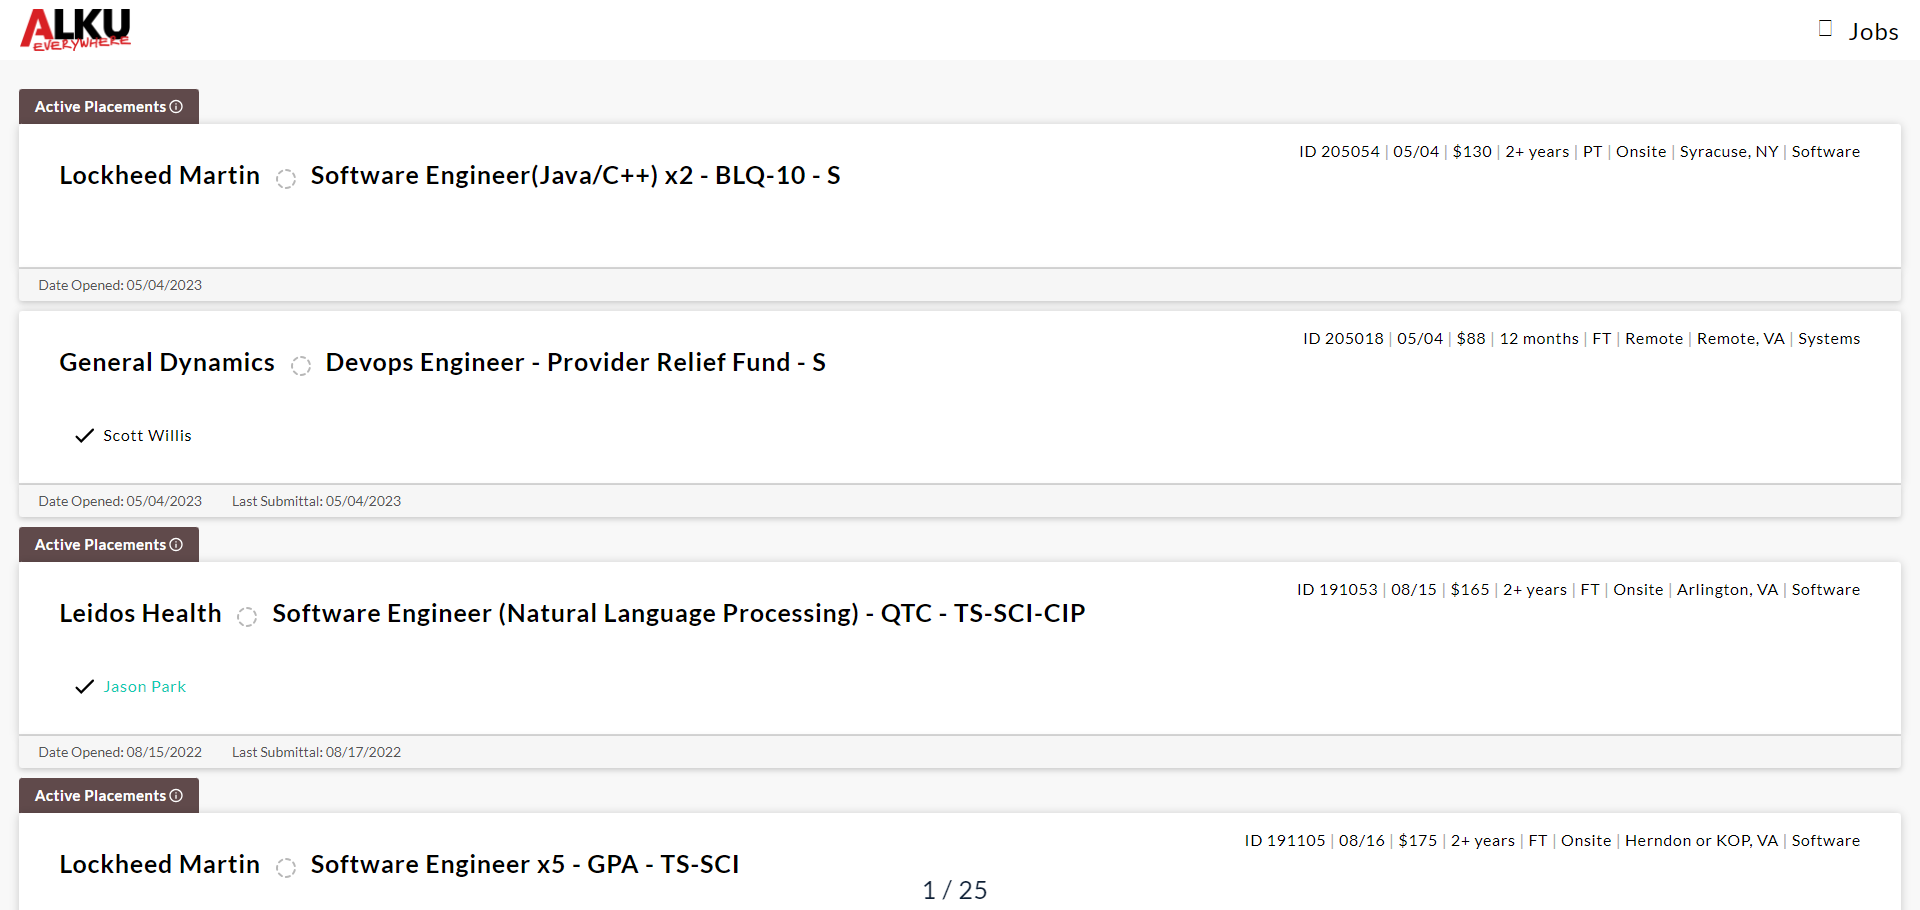 ALKU
EVERYWHERE
Jobs
Active Placements
Lockheed Martin Software Engineer(Java/C++) x2 - BLQ-10 - S
ID 205054 | 05/04 | $130 | 2+ years | PT | Onsite | Syracuse, NY | Software
Date Opened: 05/04/2023
General Dynamics Devops Engineer - Provider Relief Fund - S
ID 205018 | 05/04 | $88 | 12 months | FT | Remote | Remote, VA | Systems
Scott Willis
Date Opened: 05/04/2023 Last Submittal: 05/04/2023
Active Placements
Leidos Health Software Engineer (Natural Language Processing) - QTC - TS-SCI-CIP
ID 191053 | 08/15 | $165 | 2+ years | FT | Onsite | Arlington, VA | Software
Jason Park
Date Opened: 08/15/2022 Last Submittal: 08/17/2022
Active Placements
Lockheed Martin Software Engineer x5 - GPA - TS-SCI
ID 191105 | 08/16 | $175 | 2+ years | FT | Onsite | Herndon or KOP, VA | Software
1 / 25